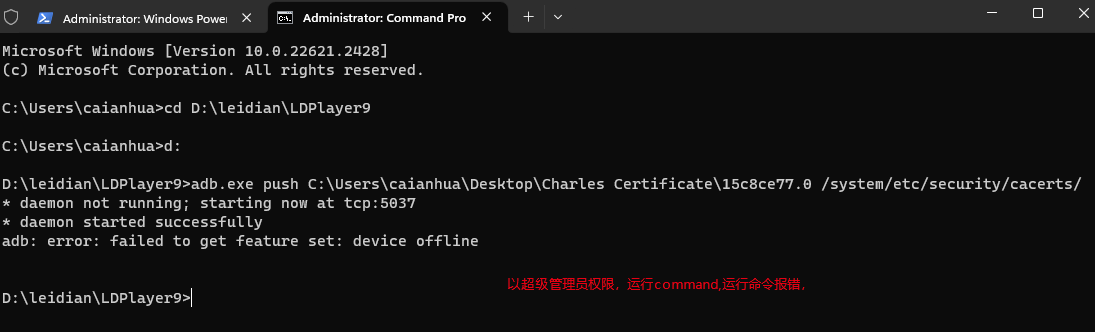 Administrator: Windows Power
Administrator: Command Pro
Microsoft Windows [Version 10.0.22621.2428]
(c) Microsoft Corporation. All rights reserved.
C:\Users\caianhua>cd D:\leidian\LDPlayer9
C:\Users\caianhua>d:
D:\leidian\LDPlayer9>adb.exe push C:\Users\caianhua\Desktop\Charles Certificate\15c8ce77.0 /system/etc/security/cacerts/
* daemon not running; starting now at tcp:5037
* daemon started successfully
adb: error: failed to get feature set: device offline
以超级管理员权限，运行command,运行命令报错，
D:\leidian\LDPlayer9>